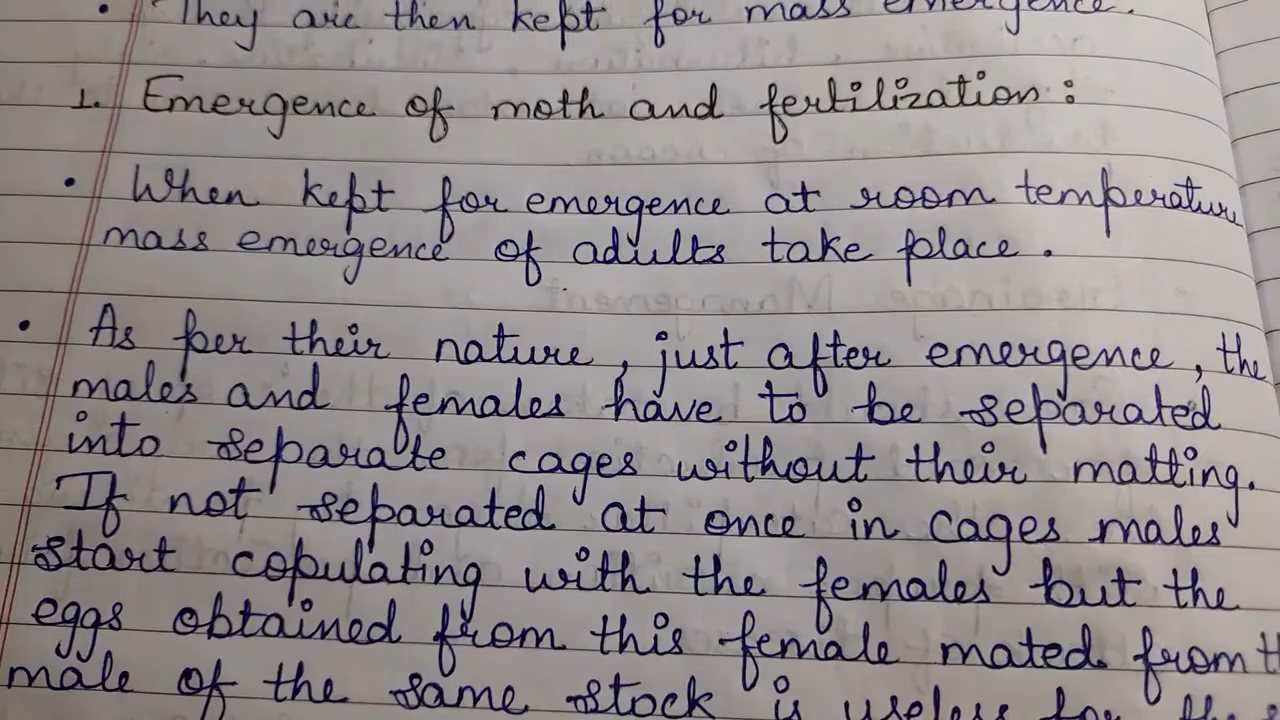 • They are then kept for mass emergence.
1. Emergence of moth and fertilization :
• When kept for emergence at room temperature
mass emergence of adults take place.
• As per their nature, just after emergence, the
males and females have to be separated
into separate cages without their matting.
If not separated at once in cages males
start copulating with the females but the
eggs obtained from this female mated from
male of the same stock is useless for